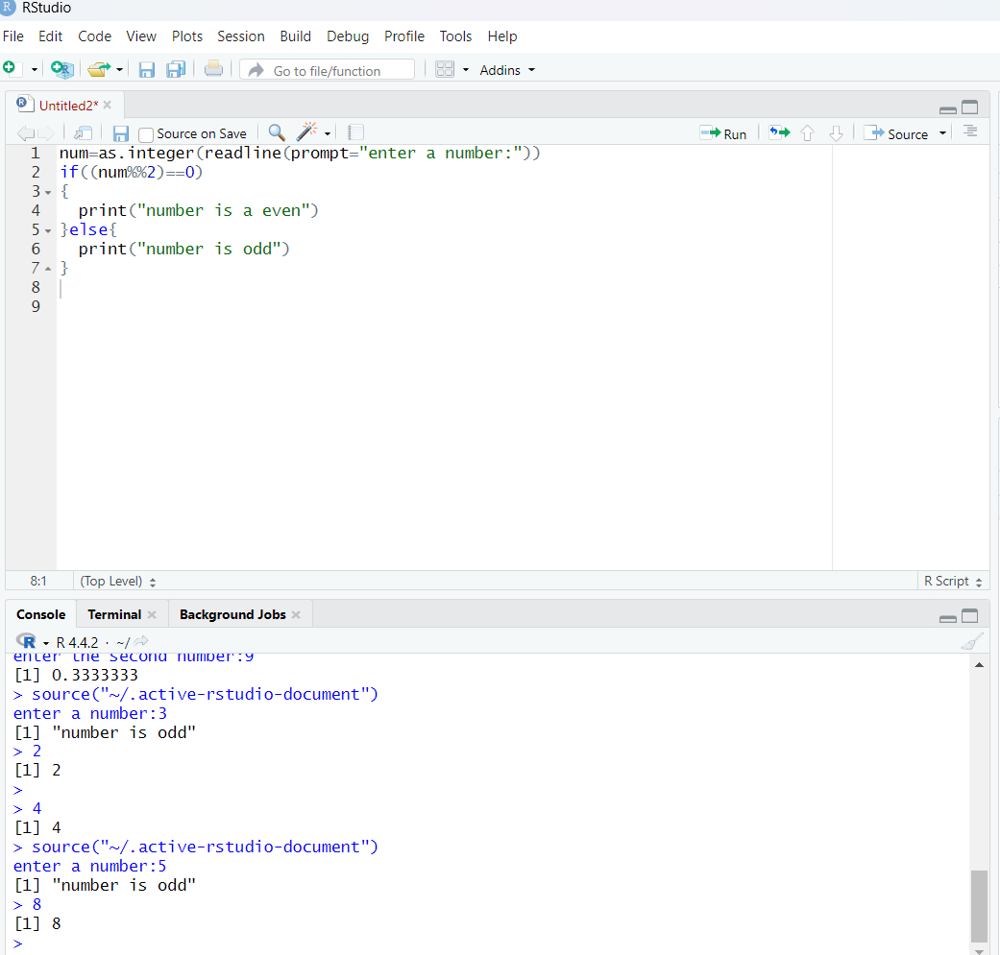 RStudio
File Edit Code View Plots Session Build Debug Profile Tools Help
Go to file/function Addins
Untitled2*
Source on Save Run Source
1 num=as.integer(readline(prompt="enter a number:"))
2 if((num%%2)==0)
3 {
4   print("number is a even")
5 }else{
6   print("number is odd")
7 }
8
9
8:1 (Top Level) R Script
Console Terminal Background Jobs
R 4.4.2 · ~/
enter the second number:9
[1] 0.3333333
> source("~/.active-rstudio-document")
enter a number:3
[1] "number is odd"
> 2
[1] 2
>
> 4
[1] 4
> source("~/.active-rstudio-document")
enter a number:5
[1] "number is odd"
> 8
[1] 8
>